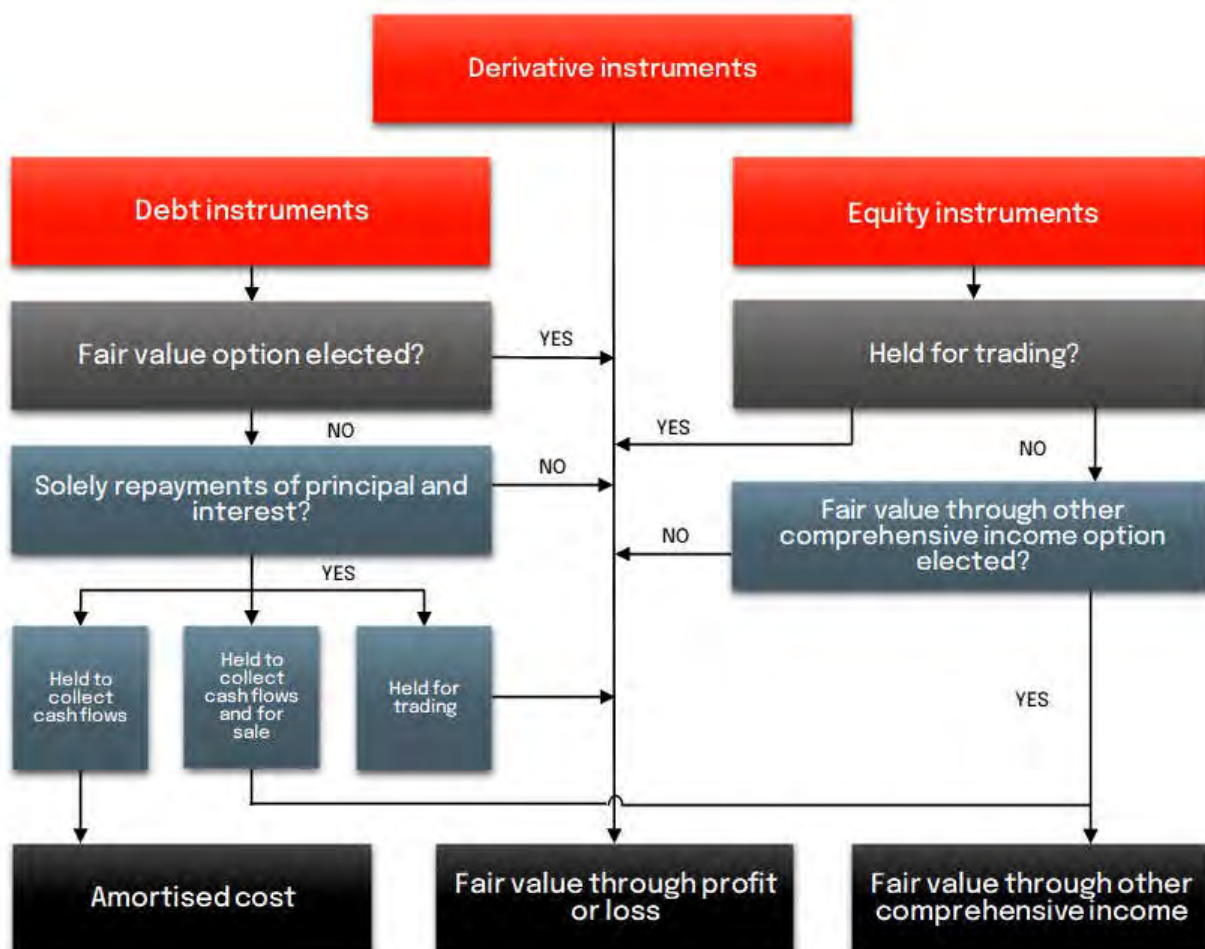 Derivative instruments
Debt instruments
Equity instruments
Fair value option elected?
YES
Held for trading?
NO
YES
NO
Solely repayments of principal and
interest?
NO
Fair value through other
comprehensive income option
elected?
NO
YES
Held to
collect
cash flows
Held to
collect
cash flows
and for
sale
Held for
trading
YES
Amortised cost
Fair value through profit
or loss
Fair value through other
comprehensive income